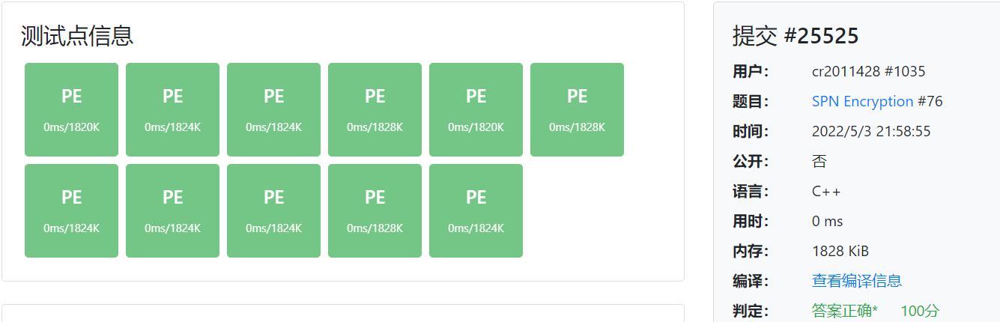 测试点信息
PE PE PE PE PE PE
0ms/1820K 0ms/1824K 0ms/1824K 0ms/1828K 0ms/1820K 0ms/1828K
PE PE PE PE PE
0ms/1824K 0ms/1824K 0ms/1824K 0ms/1828K 0ms/1824K
提交 #25525
用户： cr2011428 #1035
题目： SPN Encryption #76
时间： 2022/5/3 21:58:55
公开： 否
语言： C++
用时： 0 ms
内存： 1828 KiB
编译： 查看编译信息
判定： 答案正确* 100分